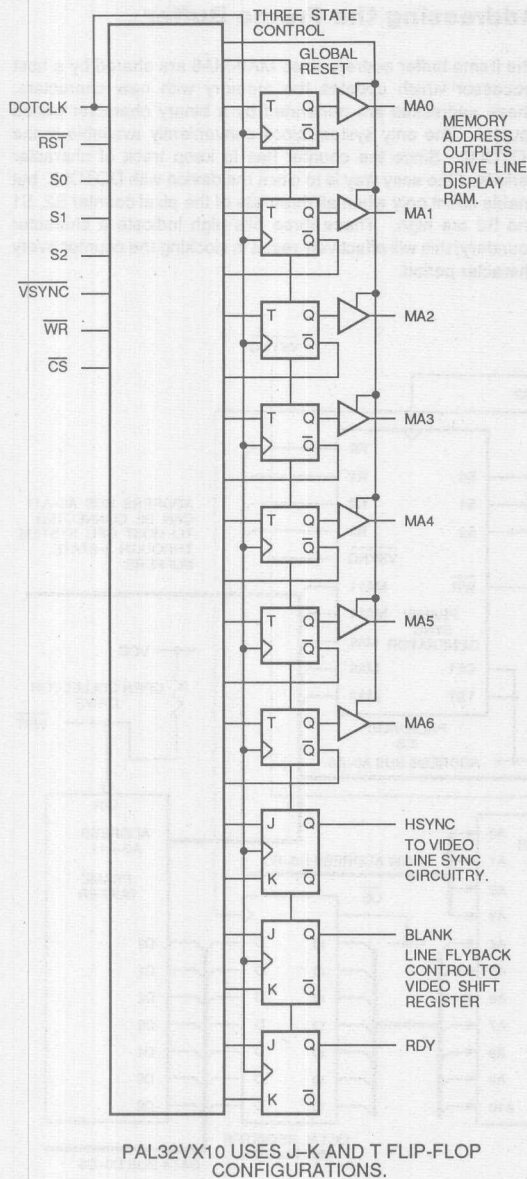 THREE STATE
CONTROL
GLOBAL
RESET
DOTCLK
RST
S0
S1
S2
VSYNC
WR
CS
T Q
Q
MA0
MEMORY
ADDRESS
OUTPUTS
DRIVE LINE
DISPLAY
RAM.
T Q
Q
MA1
T Q
Q
MA2
T Q
Q
MA3
T Q
Q
MA4
T Q
Q
MA5
T Q
Q
MA6
J Q
K Q
HSYNC
TO VIDEO
LINE SYNC
CIRCUITRY.
J Q
K Q
BLANK
LINE FLYBACK
CONTROL TO
VIDEO SHIFT
REGISTER
J Q
K Q
RDY
PAL32VX10 USES J–K AND T FLIP-FLOP
CONFIGURATIONS.